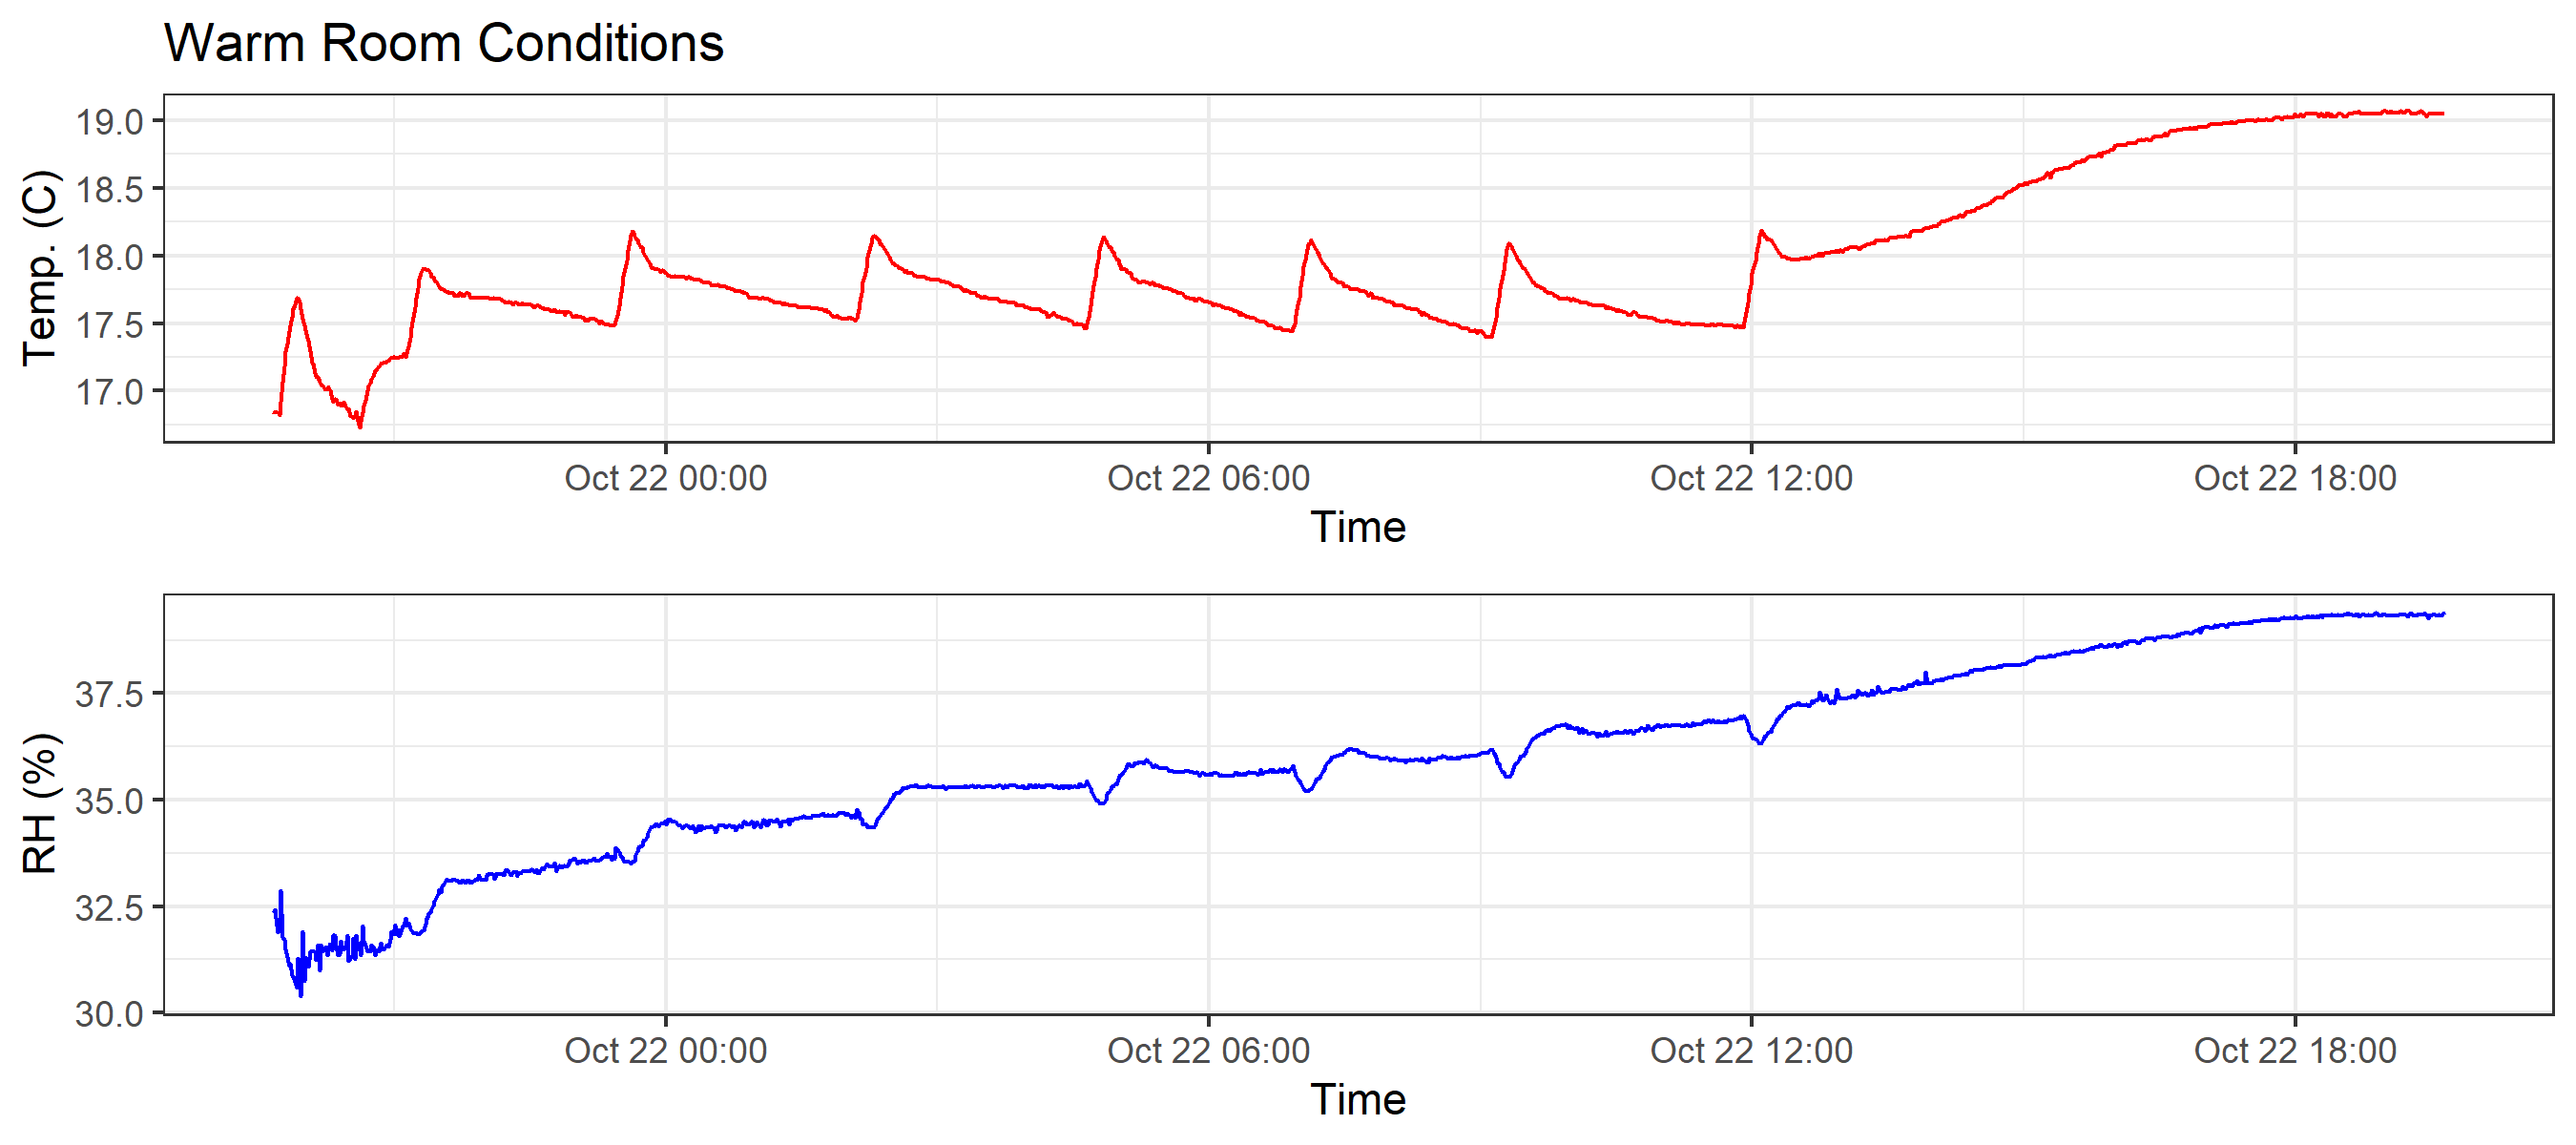 Warm Room Conditions
Temp. (C)
19.0
18.5
18.0
17.5
17.0
Oct 22 00:00 Oct 22 06:00 Oct 22 12:00 Oct 22 18:00
Time
RH (%)
37.5
35.0
32.5
30.0
Oct 22 00:00 Oct 22 06:00 Oct 22 12:00 Oct 22 18:00
Time